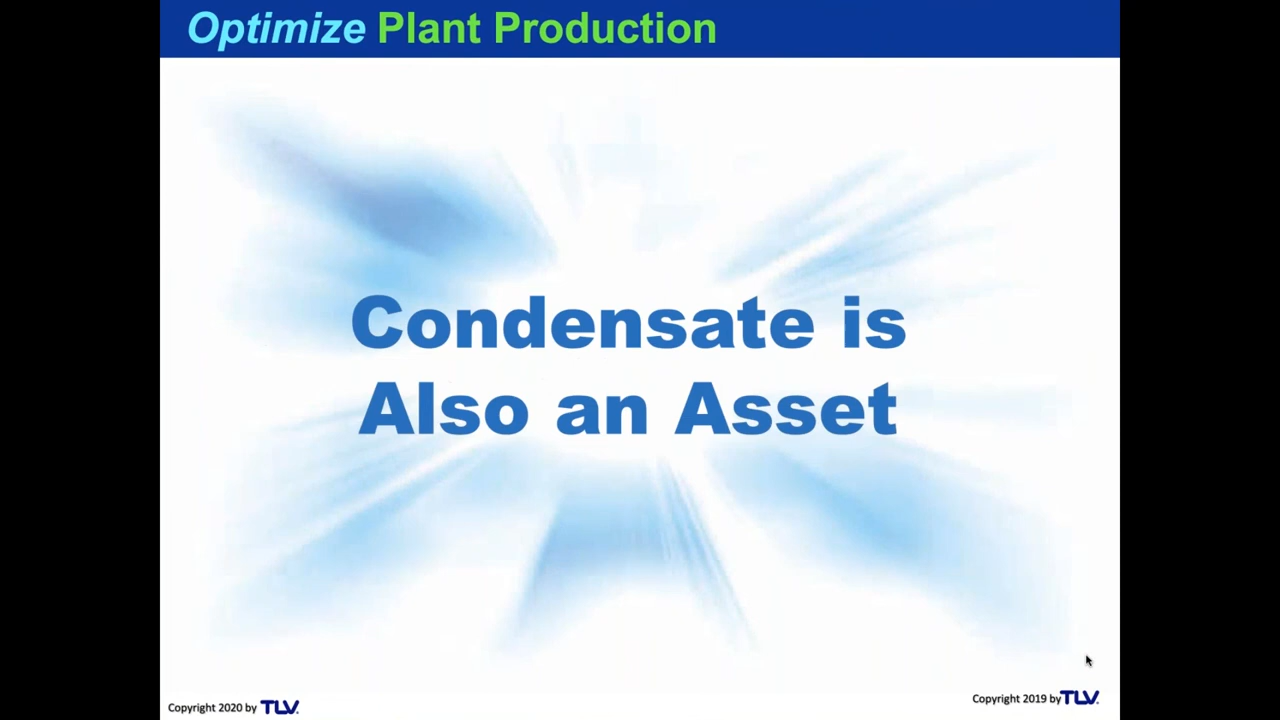 Optimize Plant Production
Condensate is
Also an Asset
Copyright 2020 by TLV.
Copyright 2019 by TLV.